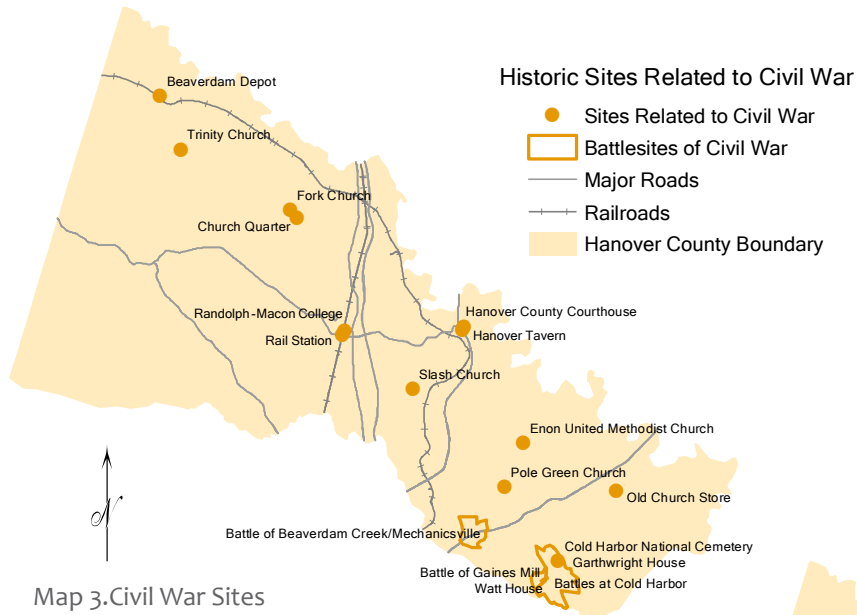 Historic Sites Related to Civil War
Sites Related to Civil War
Battlesites of Civil War
Major Roads
Railroads
Hanover County Boundary
Beaverdam Depot
Trinity Church
Fork Church
Church Quarter
Randolph-Macon College
Rail Station
Hanover County Courthouse
Hanover Tavern
Slash Church
Enon United Methodist Church
Pole Green Church
Old Church Store
Battle of Beaverdam Creek/Mechanicsville
Cold Harbor National Cemetery
Garthwright House
Battle of Gaines Mill
Watt House
Battles at Cold Harbor
N
Map 3.Civil War Sites